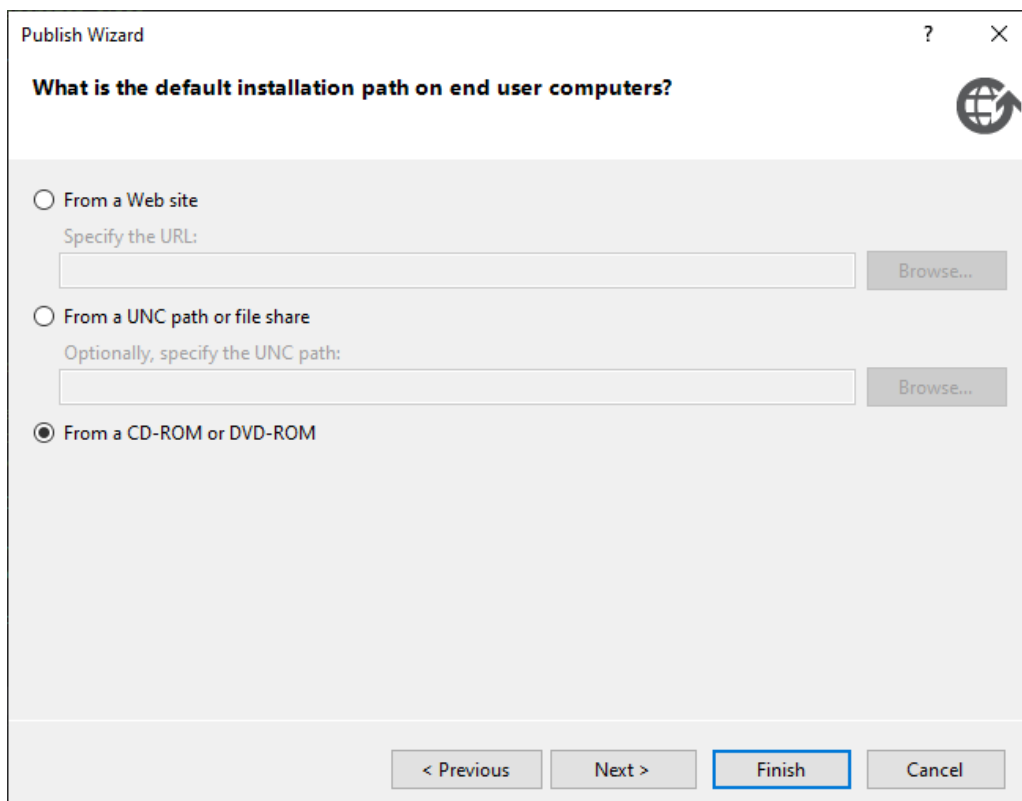 Publish Wizard ?
What is the default installation path on end user computers?
From a Web site
Specify the URL:
Browse...
From a UNC path or file share
Optionally, specify the UNC path:
Browse...
From a CD-ROM or DVD-ROM
< Previous Next > Finish Cancel